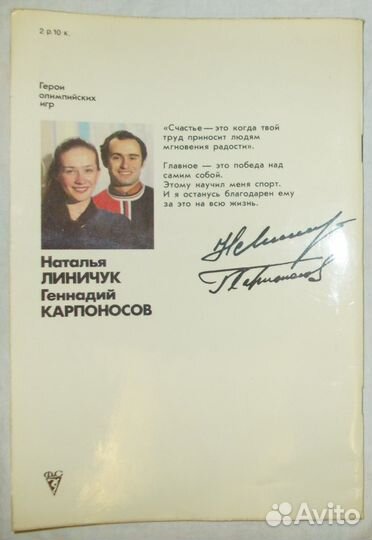 2 р. 10 к.
Герои
олимпийских
игр
«Счастье — это когда твой
труд приносит людям
мгновения радости».
Главное — это победа над
самим собой.
Этому научил меня спорт.
И я останусь благодарен ему
за это на всю жизнь.
Наталья
ЛИНИЧУК
Геннадий
КАРПОНОСОВ
ФиС
Avito